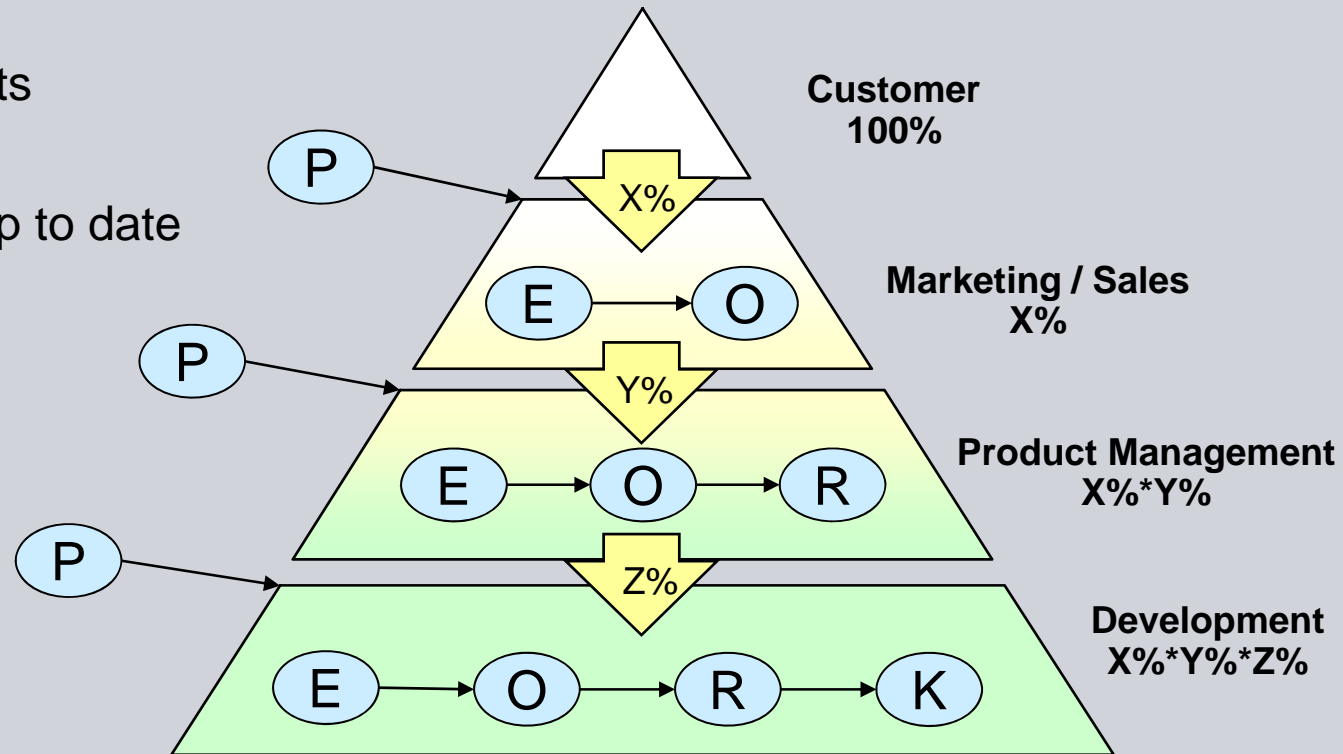 ts
p to date
Customer
100%
P
X%
E O
Marketing / Sales
X%
P
Y%
E O R
Product Management
X%*Y%
P
Z%
E O R K
Development
X%*Y%*Z%